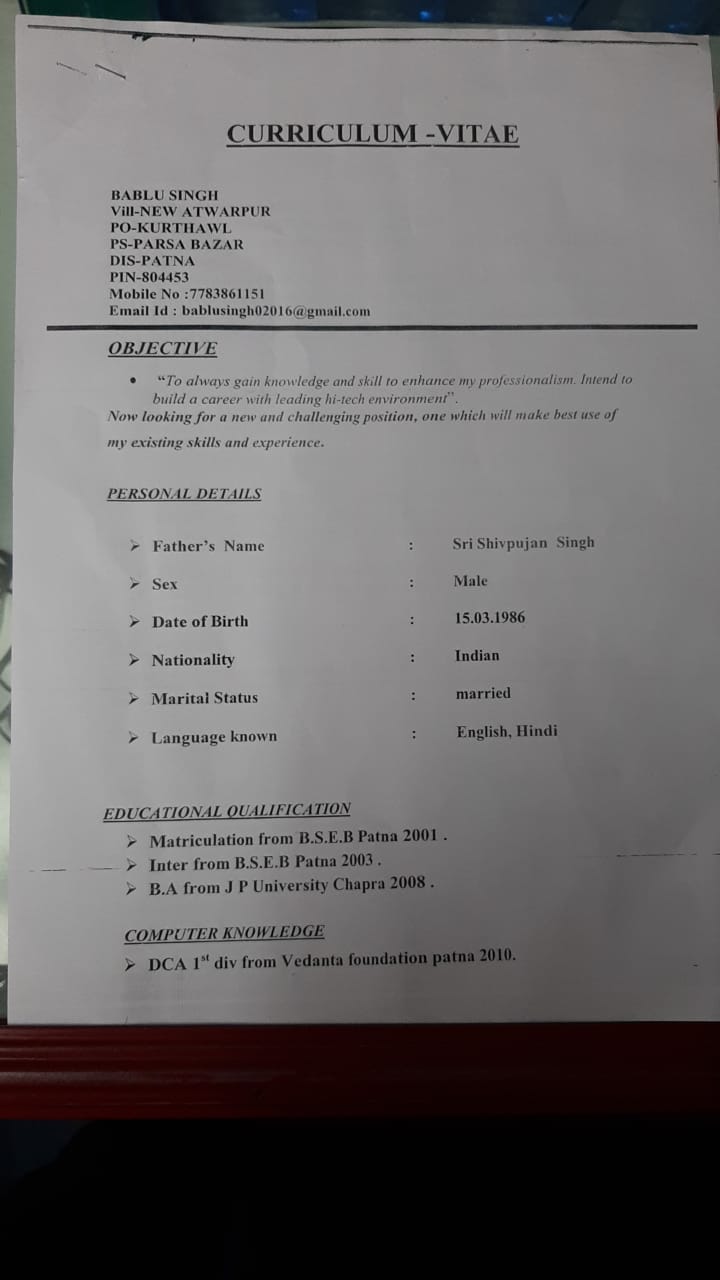 CURRICULUM -VITAE
BABLU SINGH
Vill-NEW ATWARPUR
PO-KURTHAWL
PS-PARSA BAZAR
DIS-PATNA
PIN-804453
Mobile No :7783861151
Email Id : bablusingh02016@gmail.com
OBJECTIVE
• “To always gain knowledge and skill to enhance my professionalism. Intend to
build a career with leading hi-tech environment”.
Now looking for a new and challenging position, one which will make best use of
my existing skills and experience.
PERSONAL DETAILS
➢ Father’s Name : Sri Shivpujan Singh
➢ Sex : Male
➢ Date of Birth : 15.03.1986
➢ Nationality : Indian
➢ Marital Status : married
➢ Language known : English, Hindi
EDUCATIONAL QUALIFICATION
➢ Matriculation from B.S.E.B Patna 2001 .
➢ Inter from B.S.E.B Patna 2003 .
➢ B.A from J P University Chapra 2008 .
COMPUTER KNOWLEDGE
➢ DCA 1st div from Vedanta foundation patna 2010.